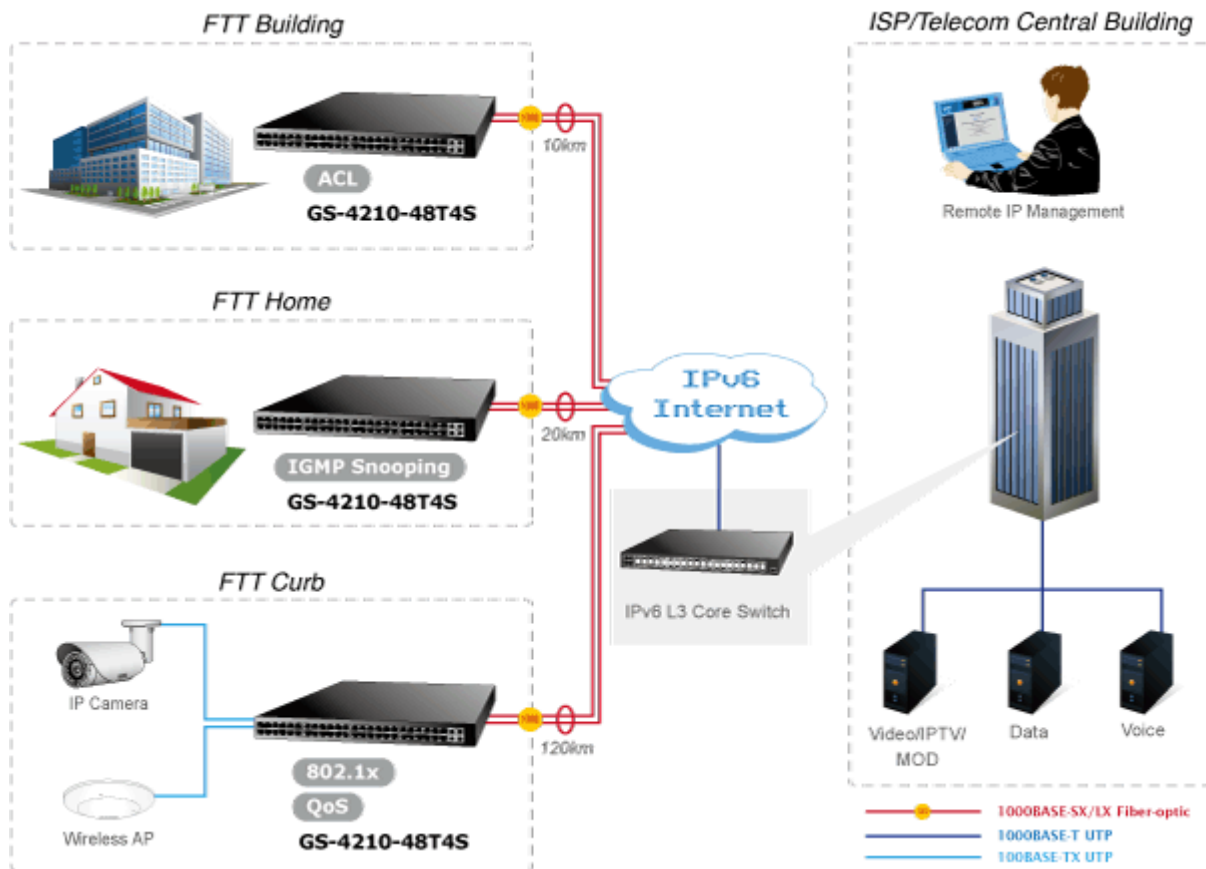 FTT Building
ISP/Telecom Central Building
10km
ACL
GS-4210-48T4S
Remote IP Management
FTT Home
IPv6
Internet
20km
IGMP Snooping
GS-4210-48T4S
IPv6 L3 Core Switch
FTT Curb
IP Camera
120km
802.1x
QoS
GS-4210-48T4S
Wireless AP
Video/IPTV/
MOD
Data
Voice
1000BASE-SX/LX Fiber-optic
1000BASE-T UTP
100BASE-TX UTP